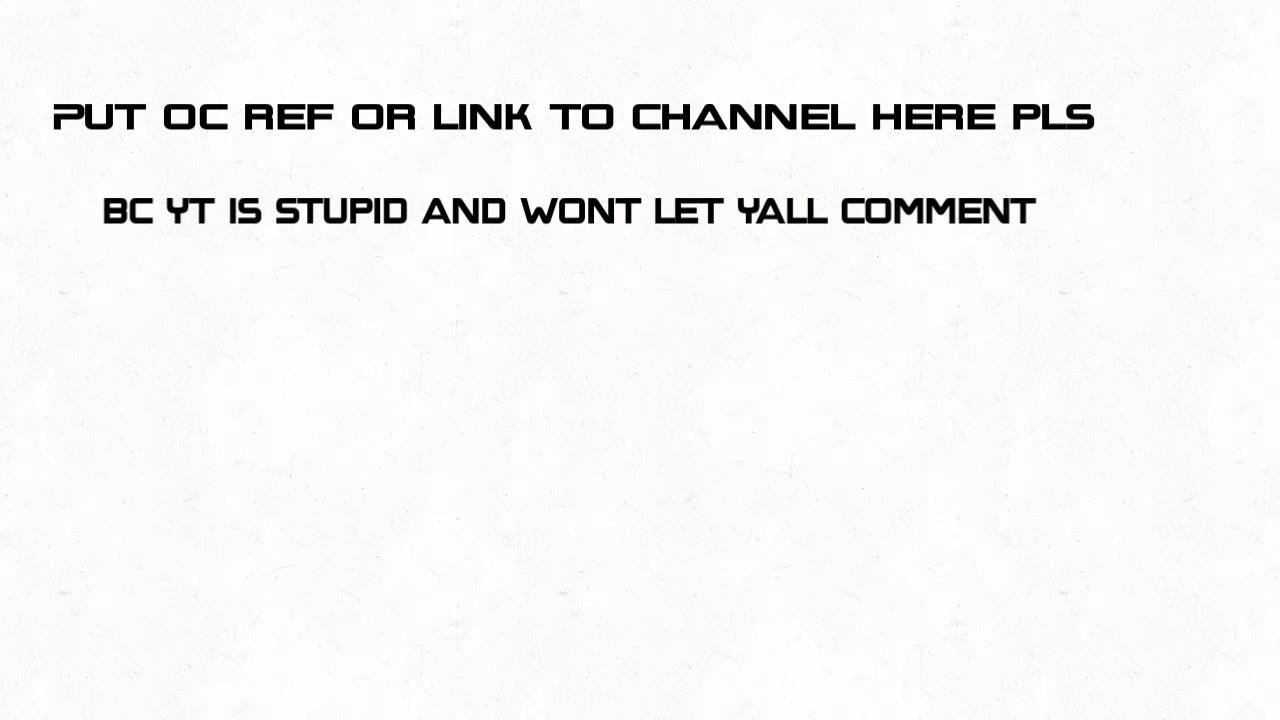 PUT OC REF OR LINK TO CHANNEL HERE PLS
BC YT IS STUPID AND WONT LET YALL COMMENT